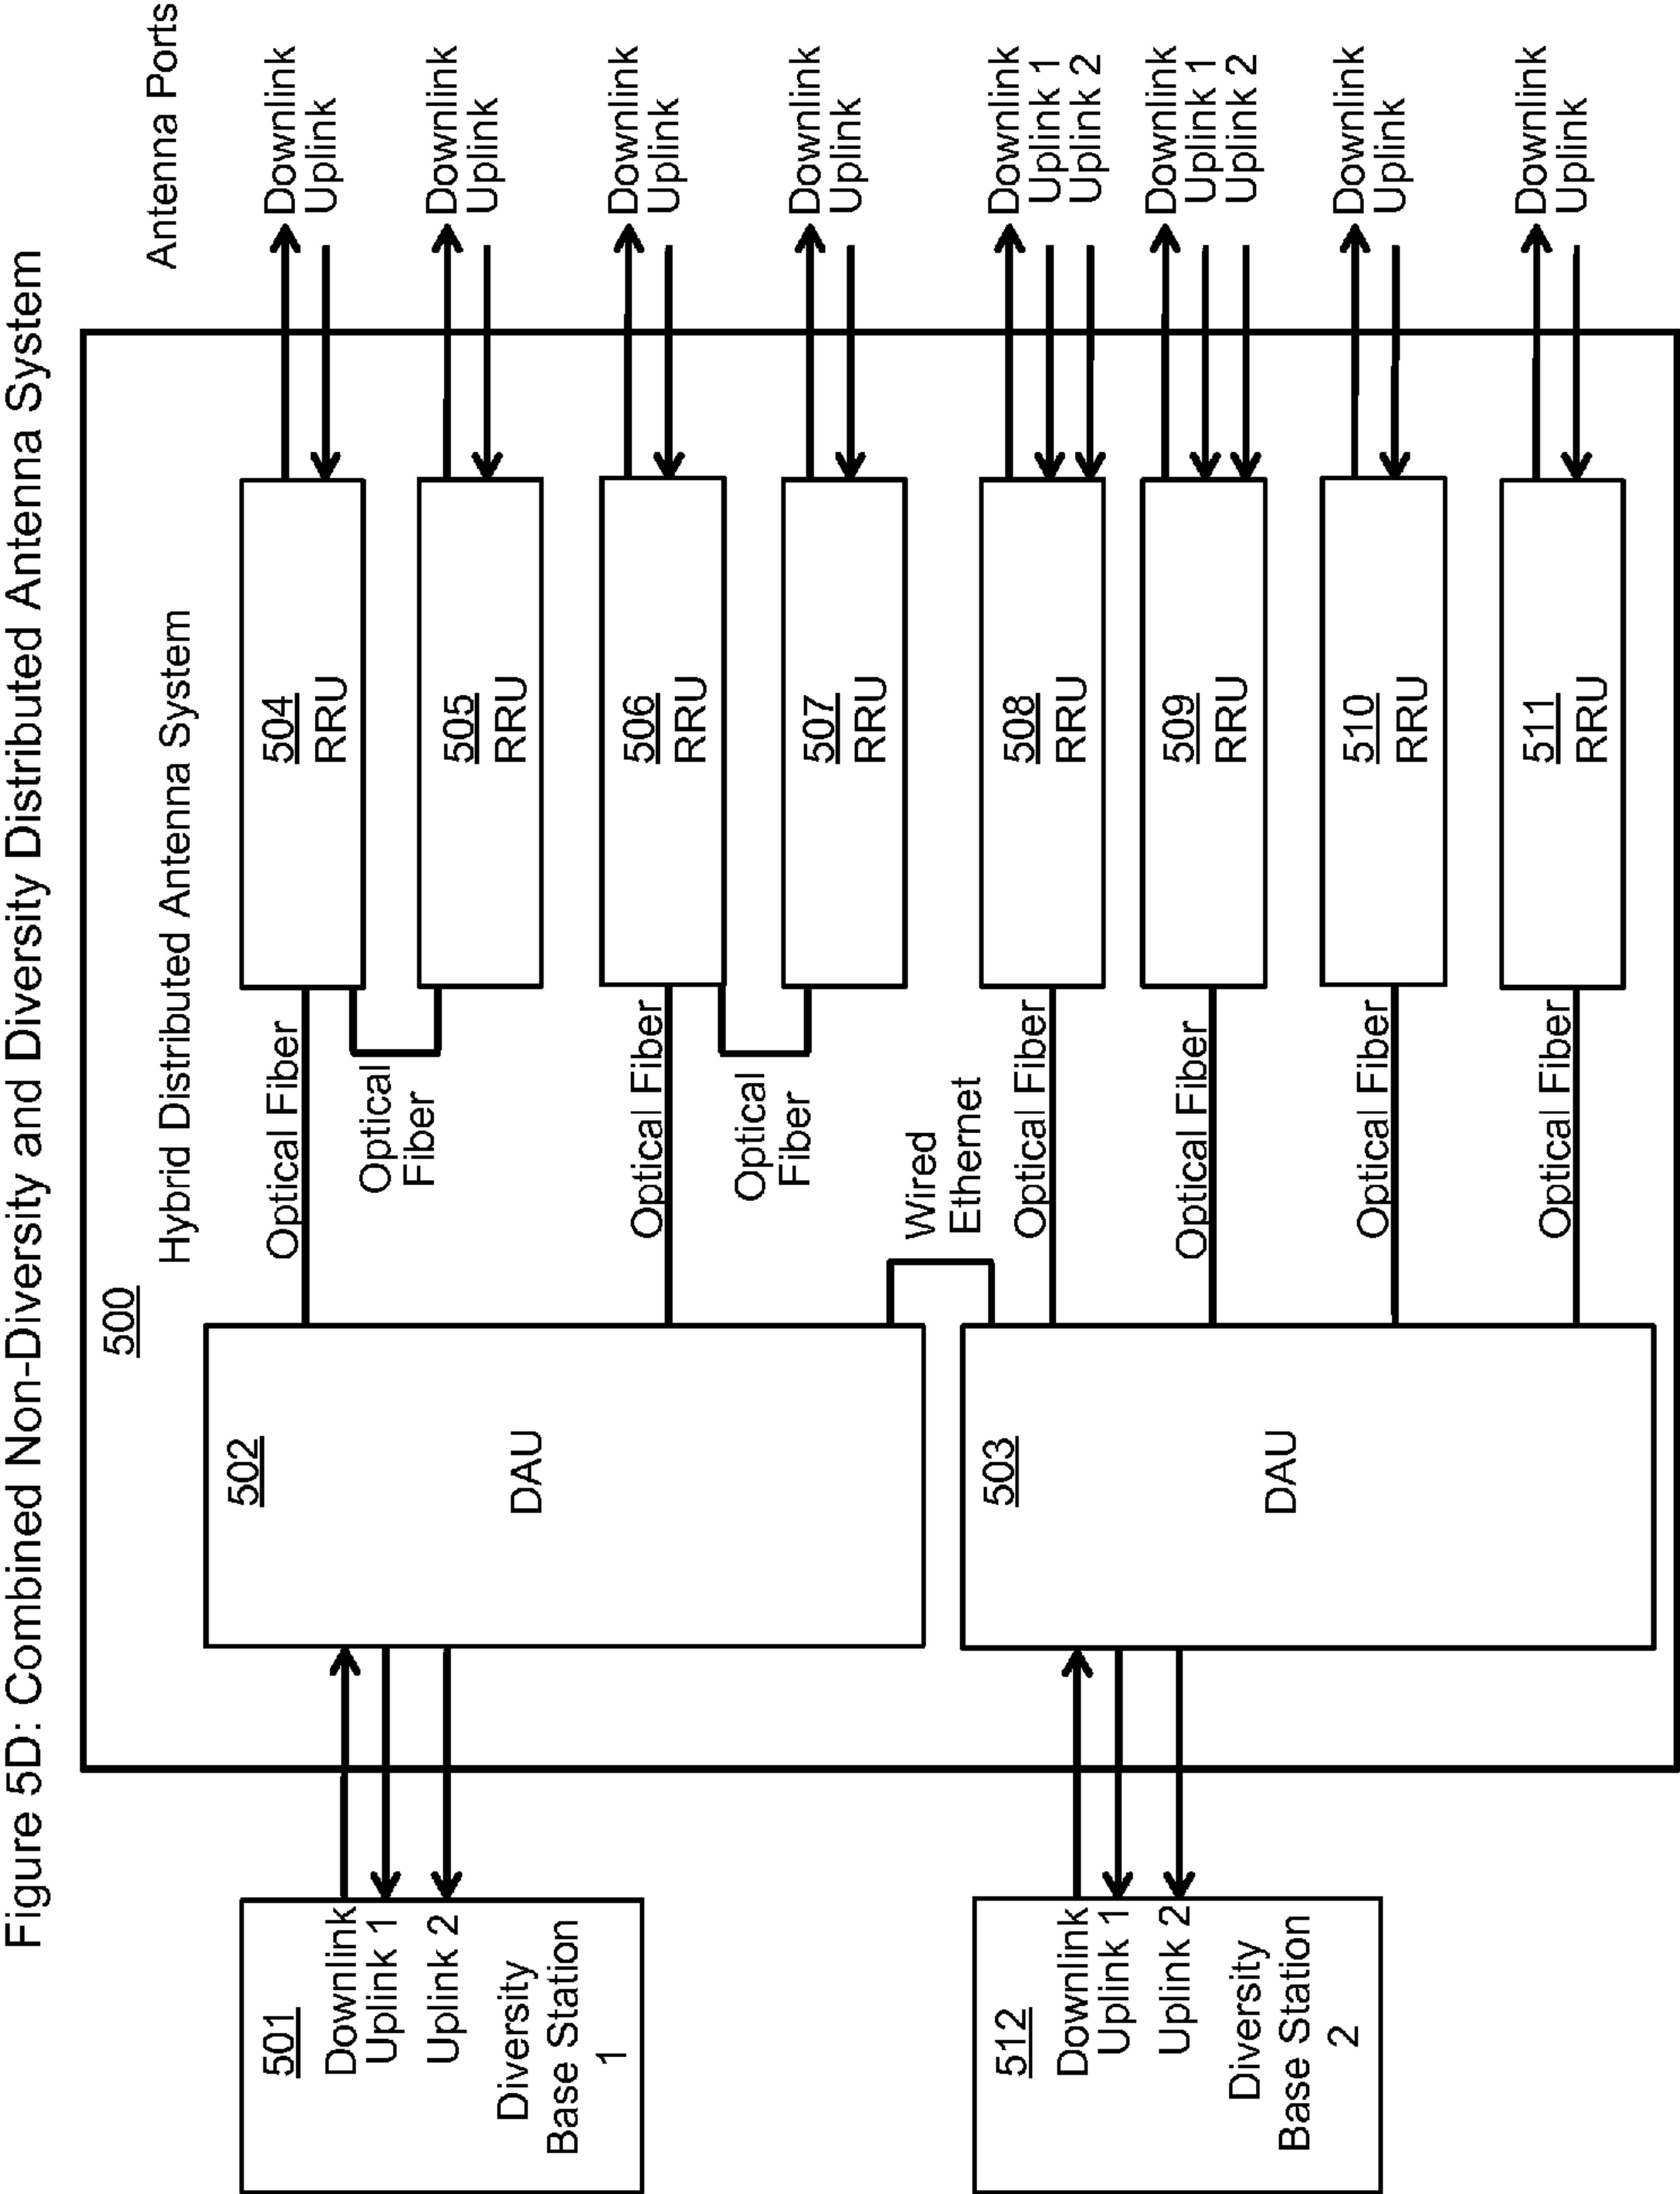 Figure 5D: Combined Non-Diversity and Diversity Distributed Antenna System
Antenna Ports
500
Hybrid Distributed Antenna System
501
Downlink
Uplink 1
Uplink 2
Diversity
Base Station
1
502
DAU
Optical Fiber
504
RRU
Downlink
Uplink
Optical
Fiber
505
RRU
Downlink
Uplink
Optical Fiber
506
RRU
Downlink
Uplink
Optical
Fiber
507
RRU
Downlink
Uplink
Wired
Ethernet
512
Downlink
Uplink 1
Uplink 2
Diversity
Base Station
2
503
DAU
Optical Fiber
508
RRU
Downlink
Uplink 1
Uplink 2
Optical Fiber
509
RRU
Downlink
Uplink 1
Uplink 2
Optical Fiber
510
RRU
Downlink
Uplink
Optical Fiber
511
RRU
Downlink
Uplink